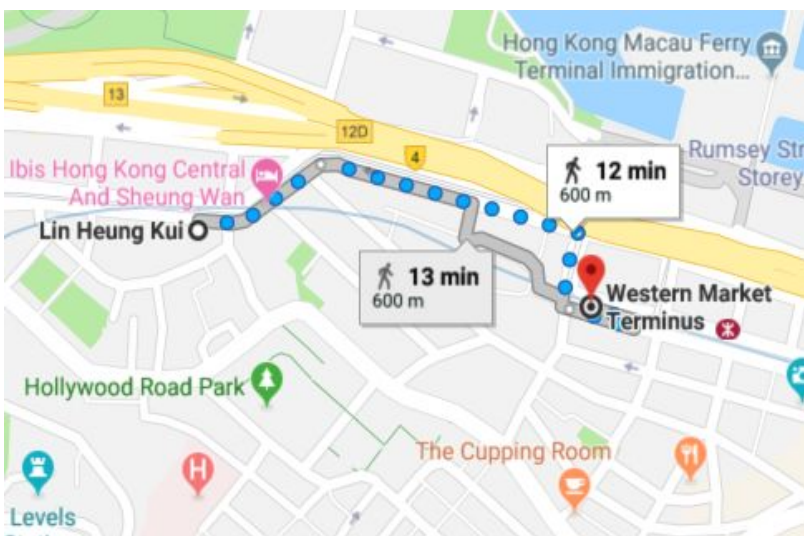 Hong Kong Macau Ferry
Terminal Immigration...
13
12D
4
Ibis Hong Kong Central
And Sheung Wan
12 min
600 m
Rumsey Str
Storey
Lin Heung Kui
13 min
600 m
Western Market
Terminus
Hollywood Road Park
The Cupping Room
H
Levels